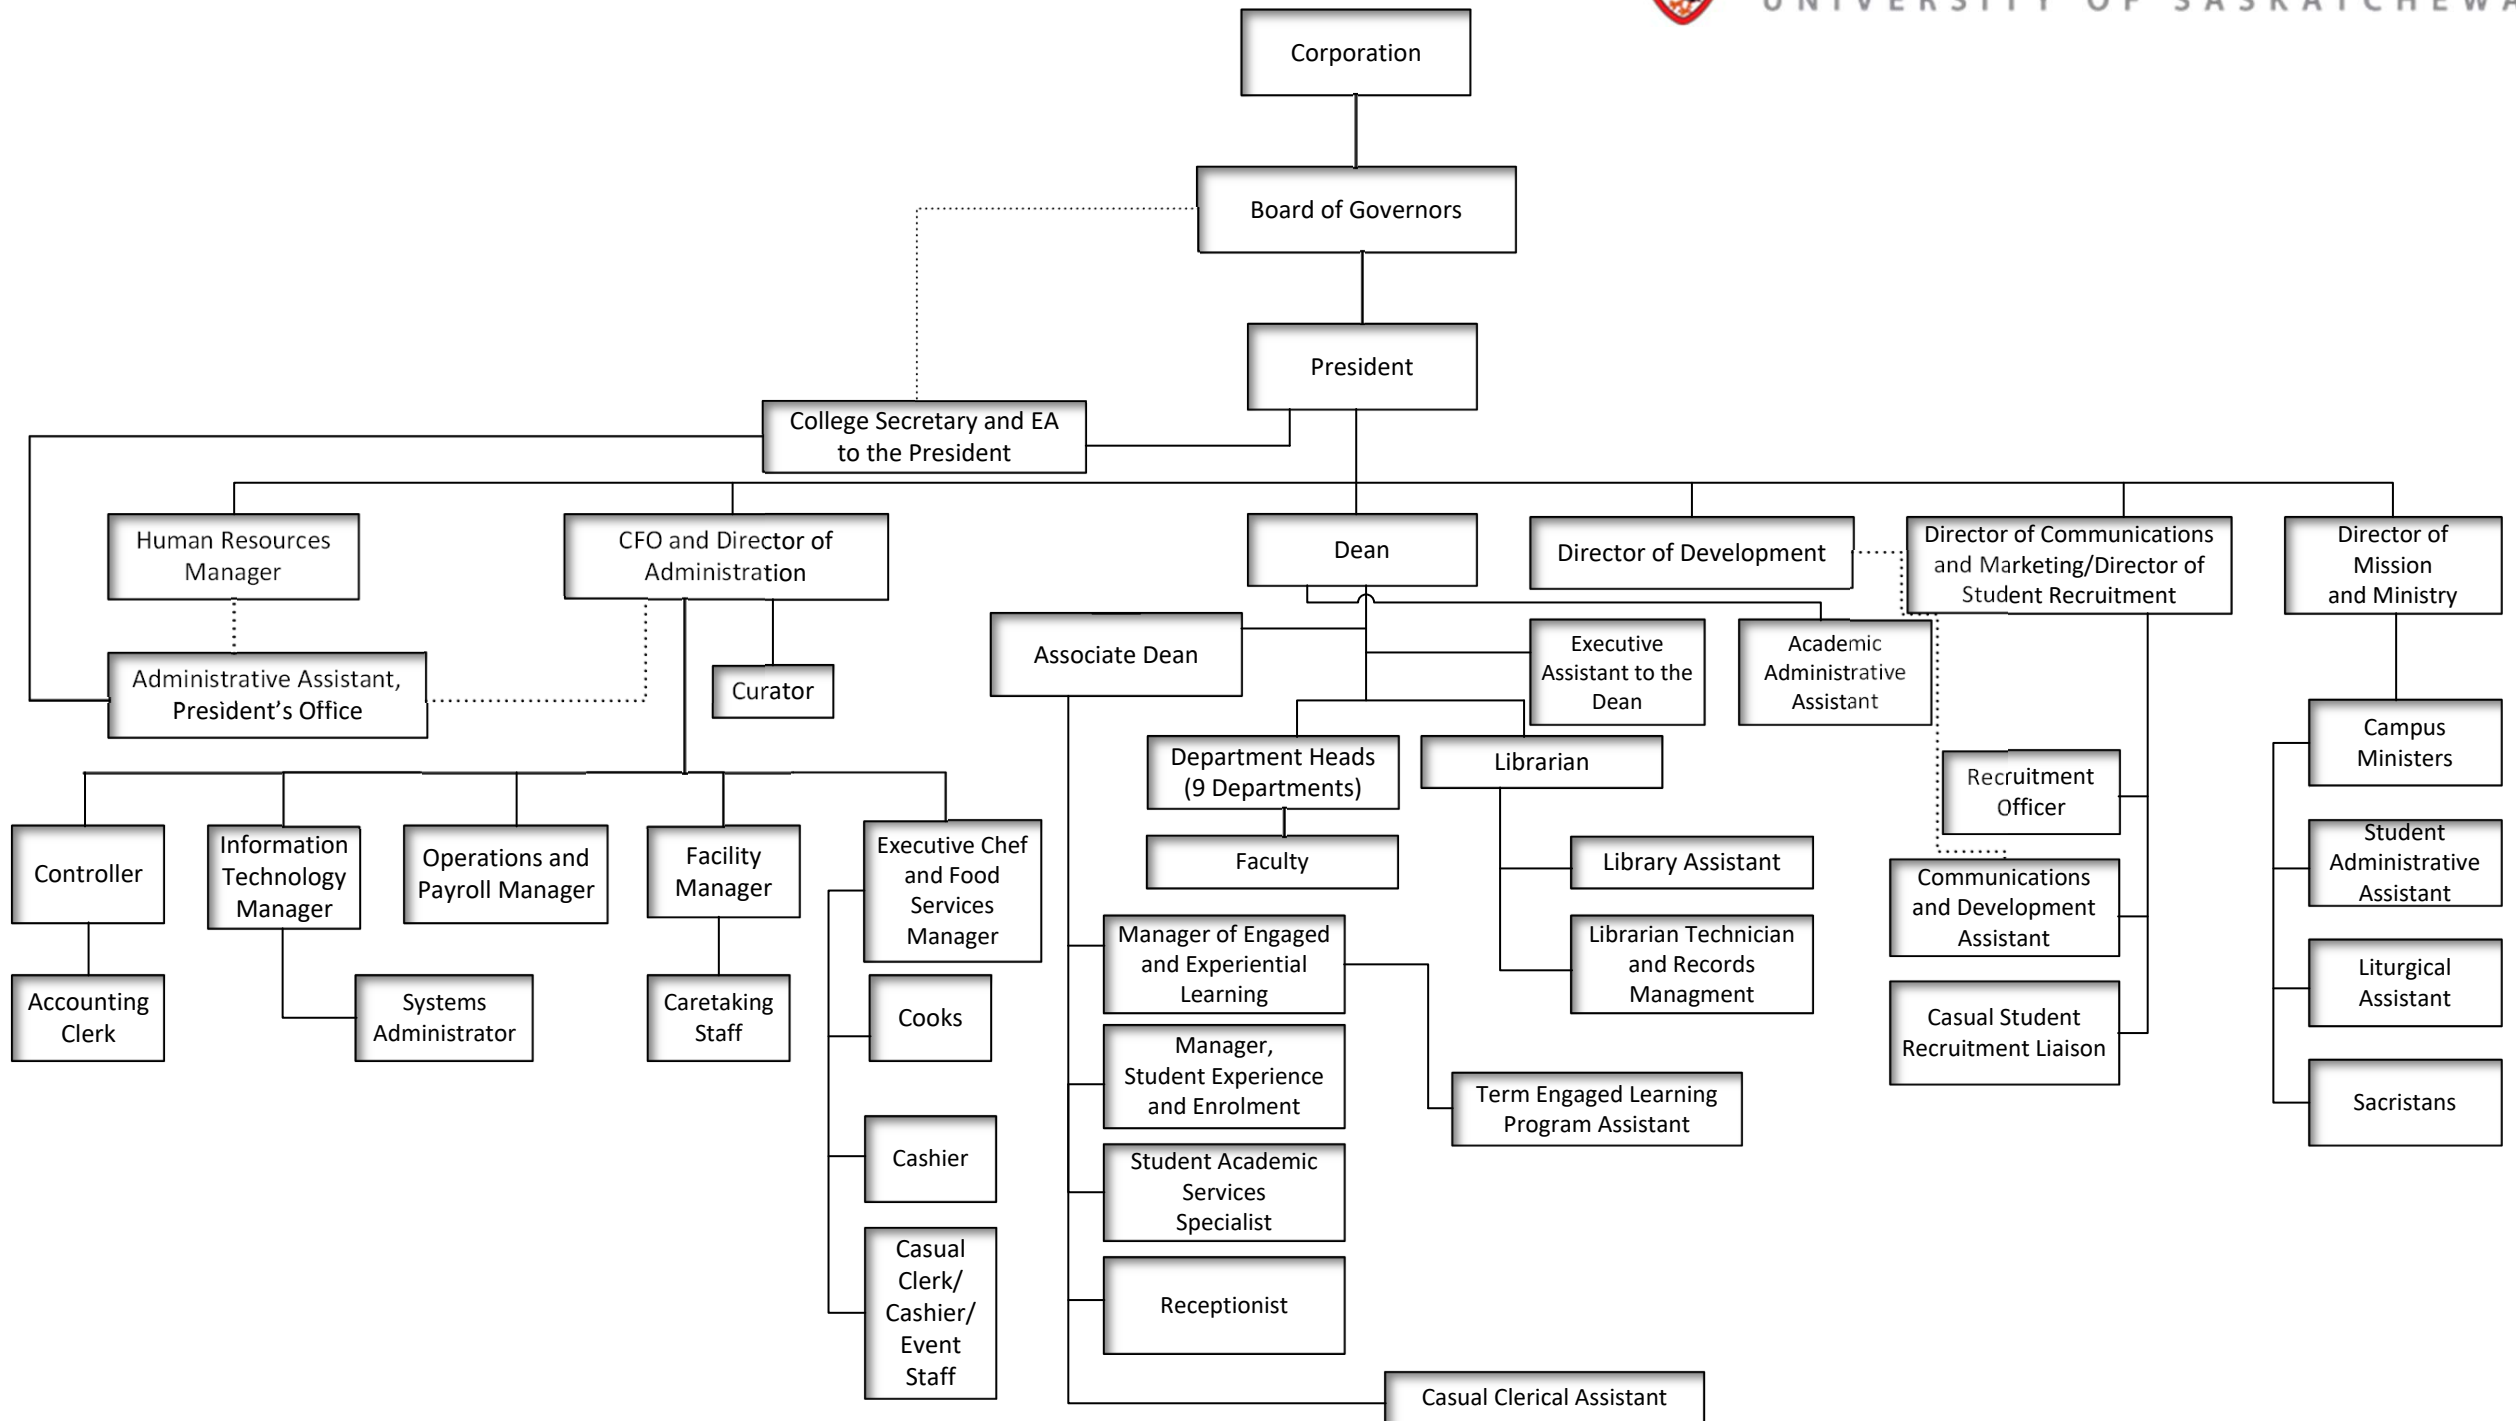 UNIVERSITY OF SASKATCHEWA
Corporation
Board of Governors
President
College Secretary and EA
to the President
Human Resources
Manager
CFO and Director of
Administration
Dean
Director of Development
Director of Communications
and Marketing/Director of
Student Recruitment
Director of
Mission
and Ministry
Administrative Assistant,
President’s Office
Curator
Associate Dean
Executive
Assistant to the
Dean
Academic
Administrative
Assistant
Department Heads
(9 Departments)
Librarian
Faculty
Library Assistant
Librarian Technician
and Records
Managment
Recruitment
Officer
Communications
and Development
Assistant
Casual Student
Recruitment Liaison
Campus
Ministers
Student
Administrative
Assistant
Liturgical
Assistant
Sacristans
Controller
Information
Technology
Manager
Operations and
Payroll Manager
Facility
Manager
Executive Chef
and Food
Services
Manager
Accounting
Clerk
Systems
Administrator
Caretaking
Staff
Cooks
Cashier
Casual
Clerk/
Cashier/
Event
Staff
Manager of Engaged
and Experiential
Learning
Manager,
Student Experience
and Enrolment
Term Engaged Learning
Program Assistant
Student Academic
Services
Specialist
Receptionist
Casual Clerical Assistant